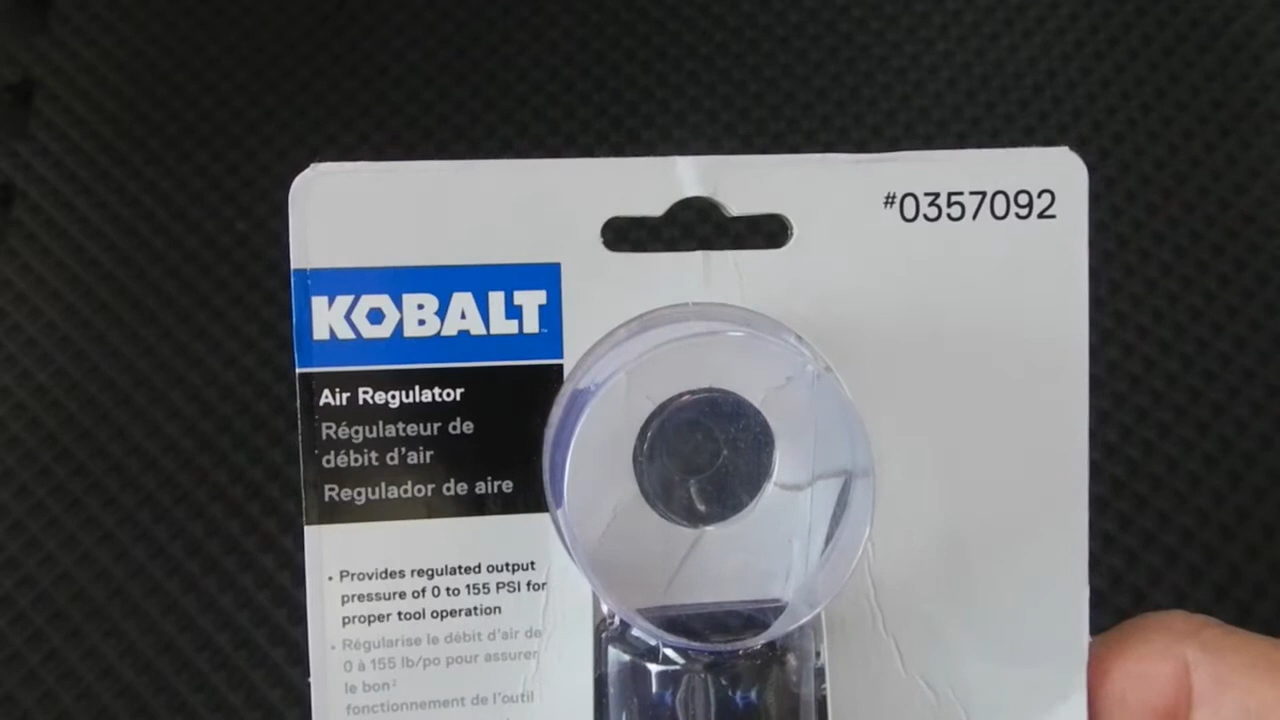 #0357092
KOBALT
Air Regulator
Régulateur de
débit d'air
Regulador de aire
• Provides regulated output
pressure of 0 to 155 PSI for
proper tool operation
• Régularise le débit d'air de
0 à 155 lb/po pour assurer
le bon²
fonctionnement de l'outil